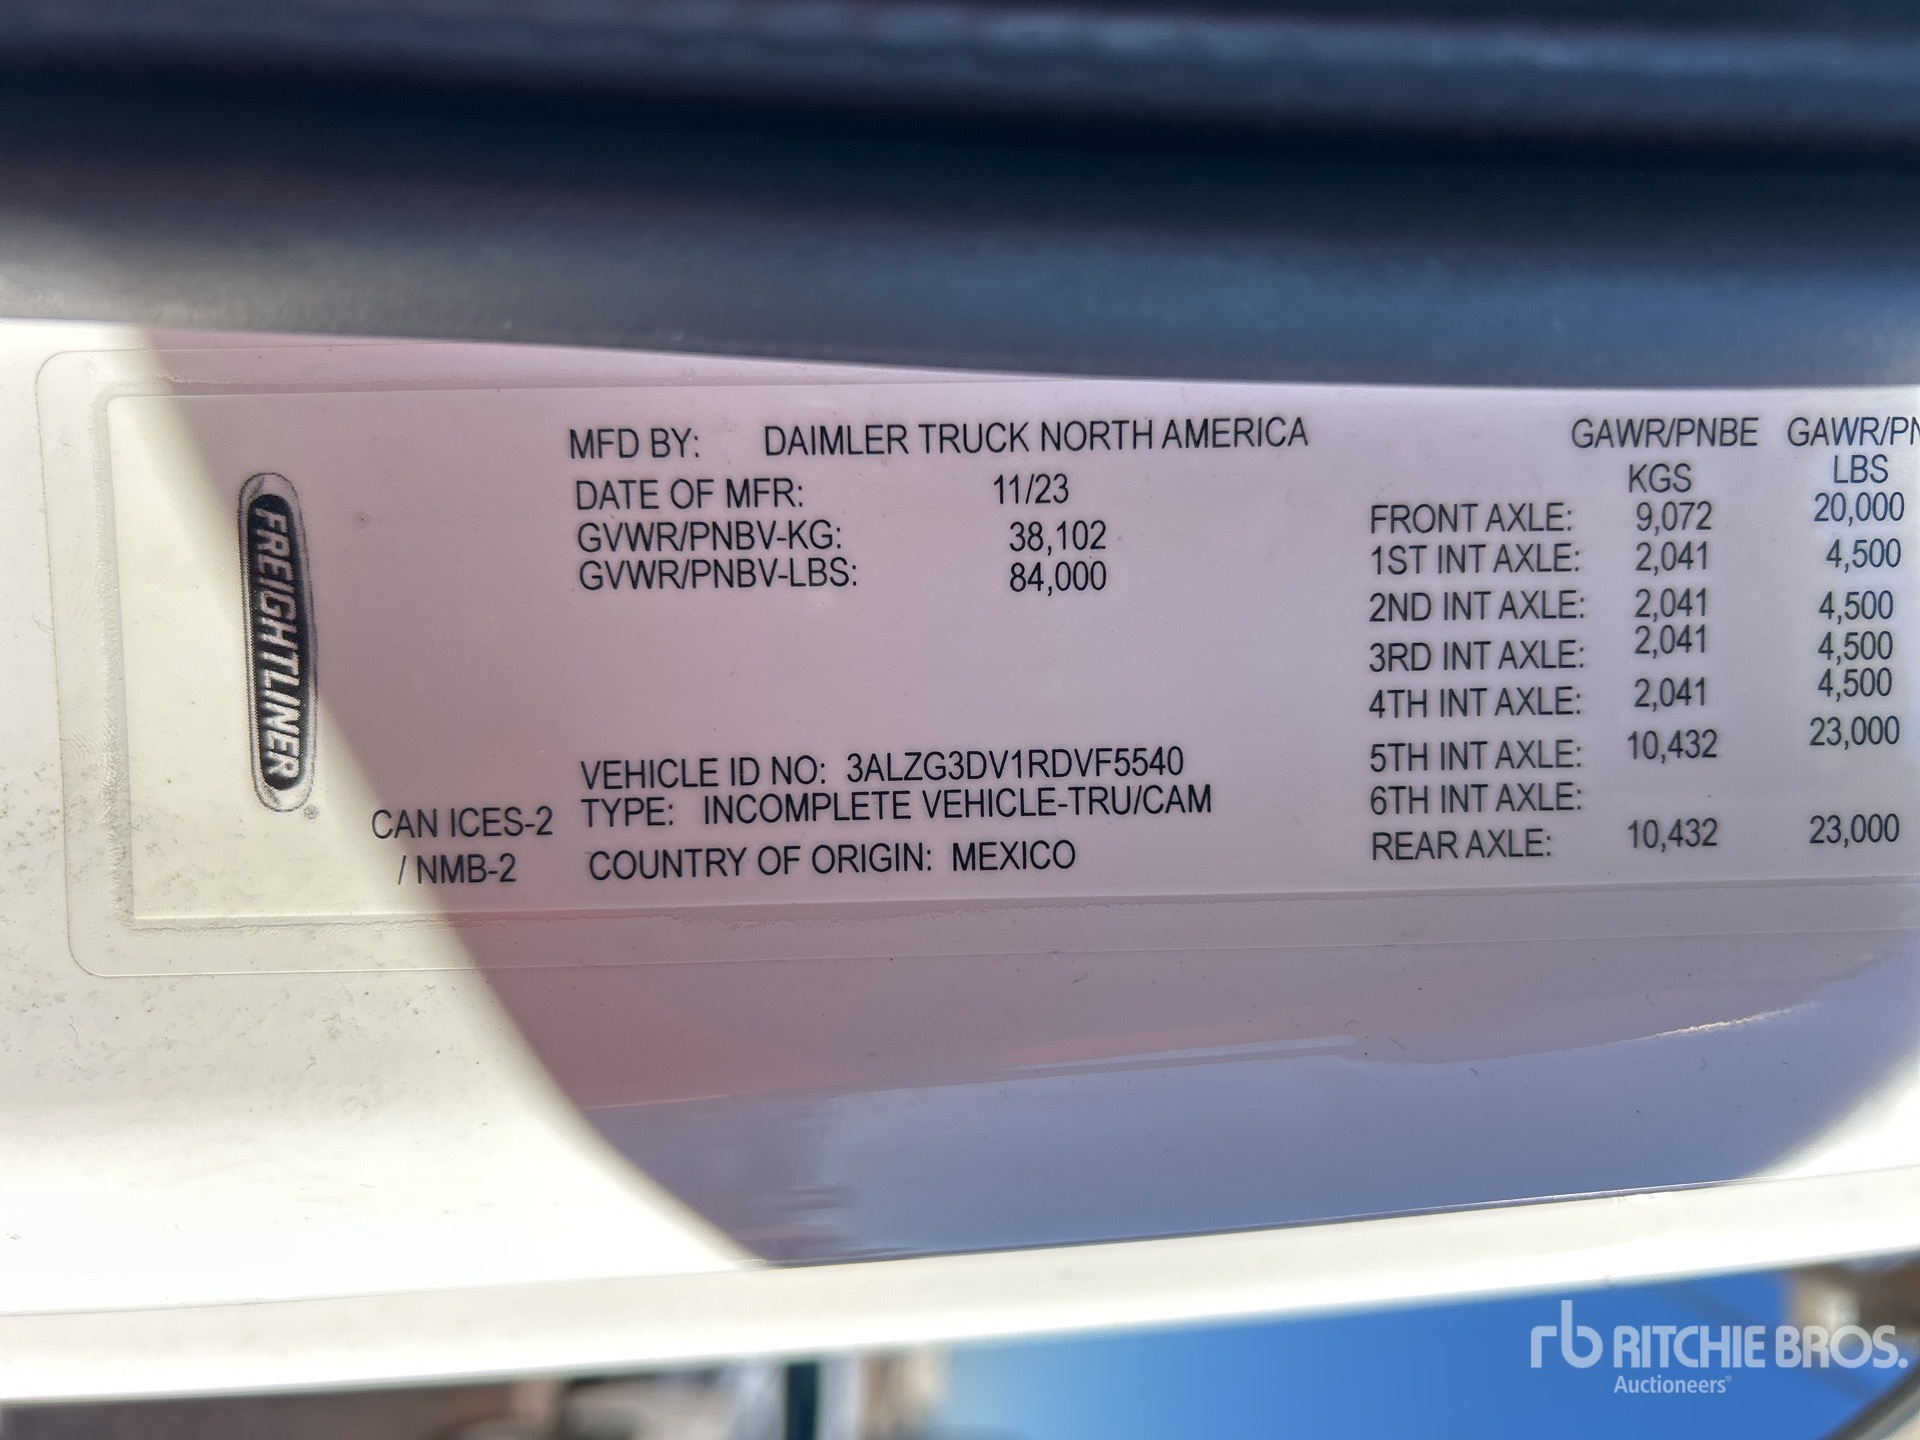 FREIGHTLINER
CAN ICES-2
/ NMB-2
MFD BY: DAIMLER TRUCK NORTH AMERICA
DATE OF MFR: 11/23
GVWR/PNBV-KG: 38,102
GVWR/PNBV-LBS: 84,000
VEHICLE ID NO: 3ALZG3DV1RDVF5540
TYPE: INCOMPLETE VEHICLE-TRU/CAM
COUNTRY OF ORIGIN: MEXICO
GAWR/PNBE GAWR/PN
KGS LBS
FRONT AXLE: 9,072 20,000
1ST INT AXLE: 2,041 4,500
2ND INT AXLE: 2,041 4,500
3RD INT AXLE: 2,041 4,500
4TH INT AXLE: 2,041 4,500
5TH INT AXLE: 10,432 23,000
6TH INT AXLE:
REAR AXLE: 10,432 23,000
rb RITCHIE BROS.
Auctioneers